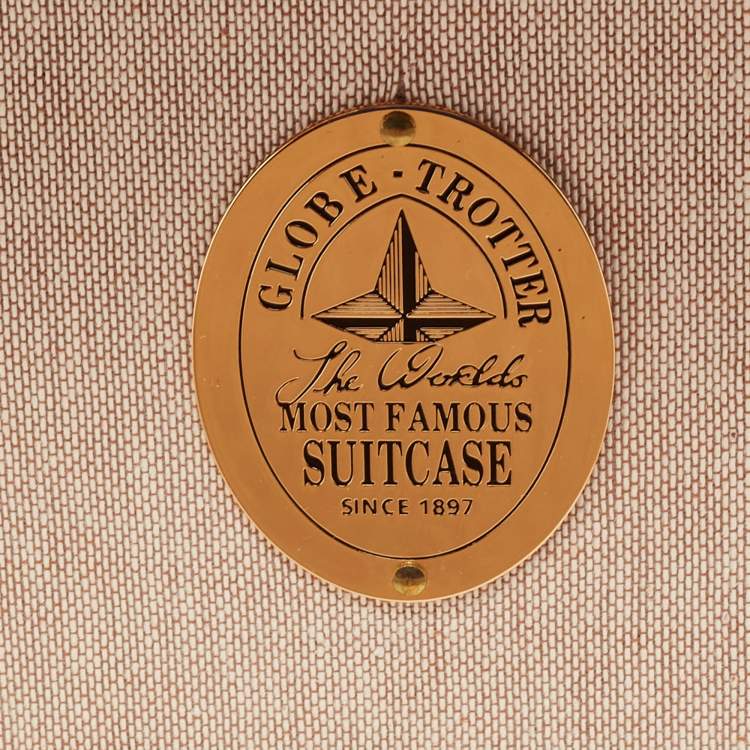 GLOBE - TROTTER
The Worlds
MOST FAMOUS
SUITCASE
SINCE 1897